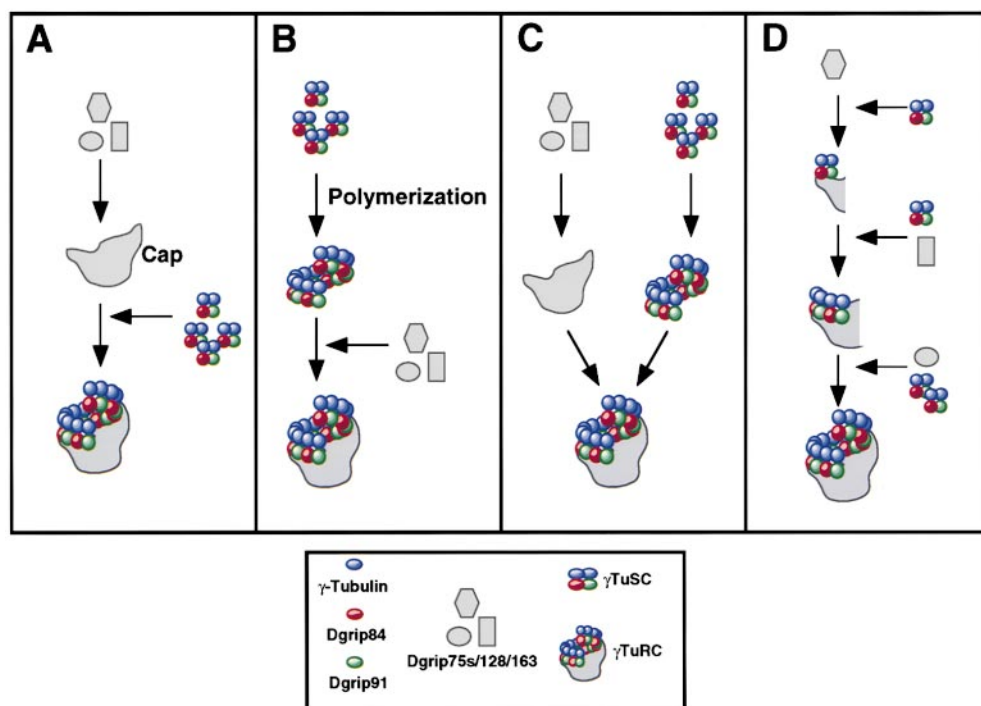 A
B
C
D
Polymerization
Cap
γ-Tubulin
γTuSC
Dgrip84
Dgrip75s/128/163
γTuRC
Dgrip91